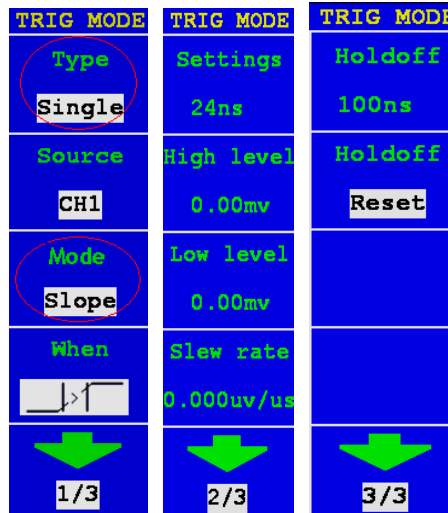 TRIG MODE
Type
Single
Source
CH1
Mode
Slope
When
>
1/3
TRIG MODE
Settings
24ns
High level
0.00mv
Low level
0.00mv
Slew rate
0.000uv/us
2/3
TRIG MODE
Holdoff
100ns
Holdoff
Reset
3/3